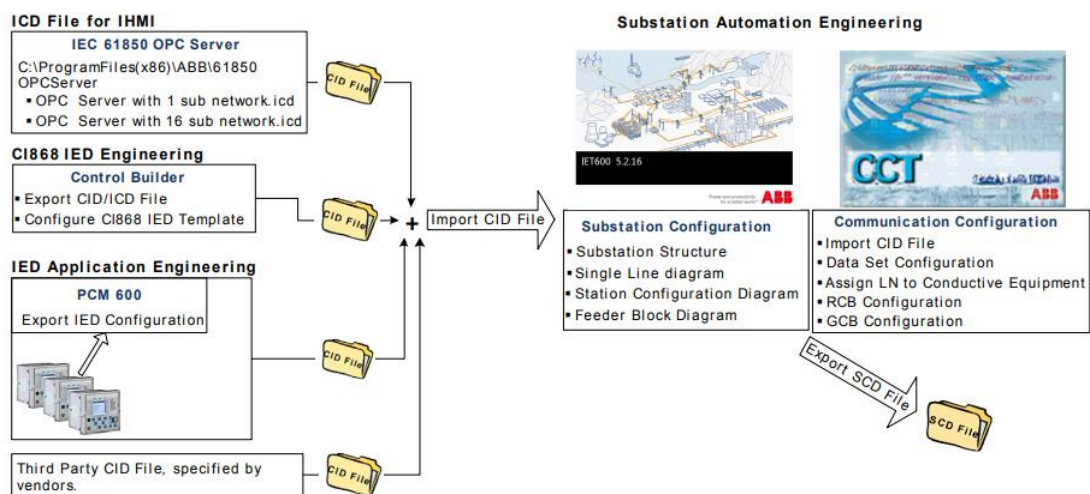 ICD File for IHMI
IEC 61850 OPC Server
C:\ProgramFiles(x86)\ABB\61850
OPCServer
▪ OPC Server with 1 sub network.icd
▪ OPC Server with 16 sub network.icd
CID File
CI868 IED Engineering
Control Builder
▪ Export CID/ICD File
▪ Configure CI868 IED Template
CID File
+
Import CID File
IED Application Engineering
PCM 600
Export IED Configuration
CID File
Third Party CID File, specified by
vendors.
CID File
Substation Automation Engineering
IET600 5.2.16
ABB
CCT
ABB
Substation Configuration
▪ Substation Structure
▪ Single Line diagram
▪ Station Configuration Diagram
▪ Feeder Block Diagram
Communication Configuration
▪ Import CID File
▪ Data Set Configuration
▪ Assign LN to Conductive Equipment
▪ RCB Configuration
▪ GCB Configuration
Export SCD File
SCD File